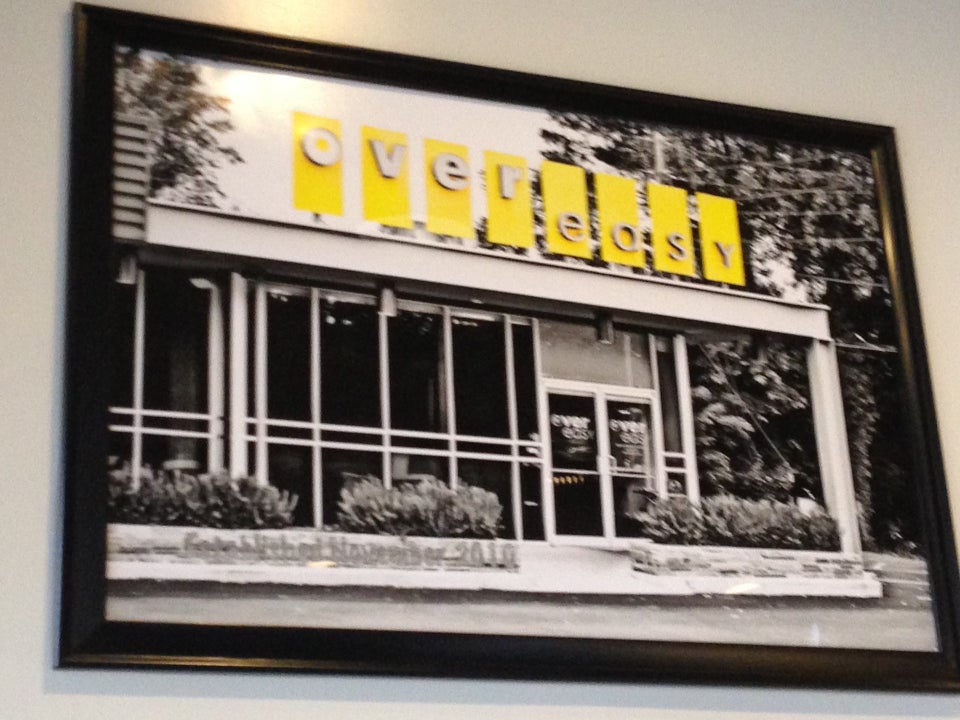 over easy
over over
easy easy
Established November 2010